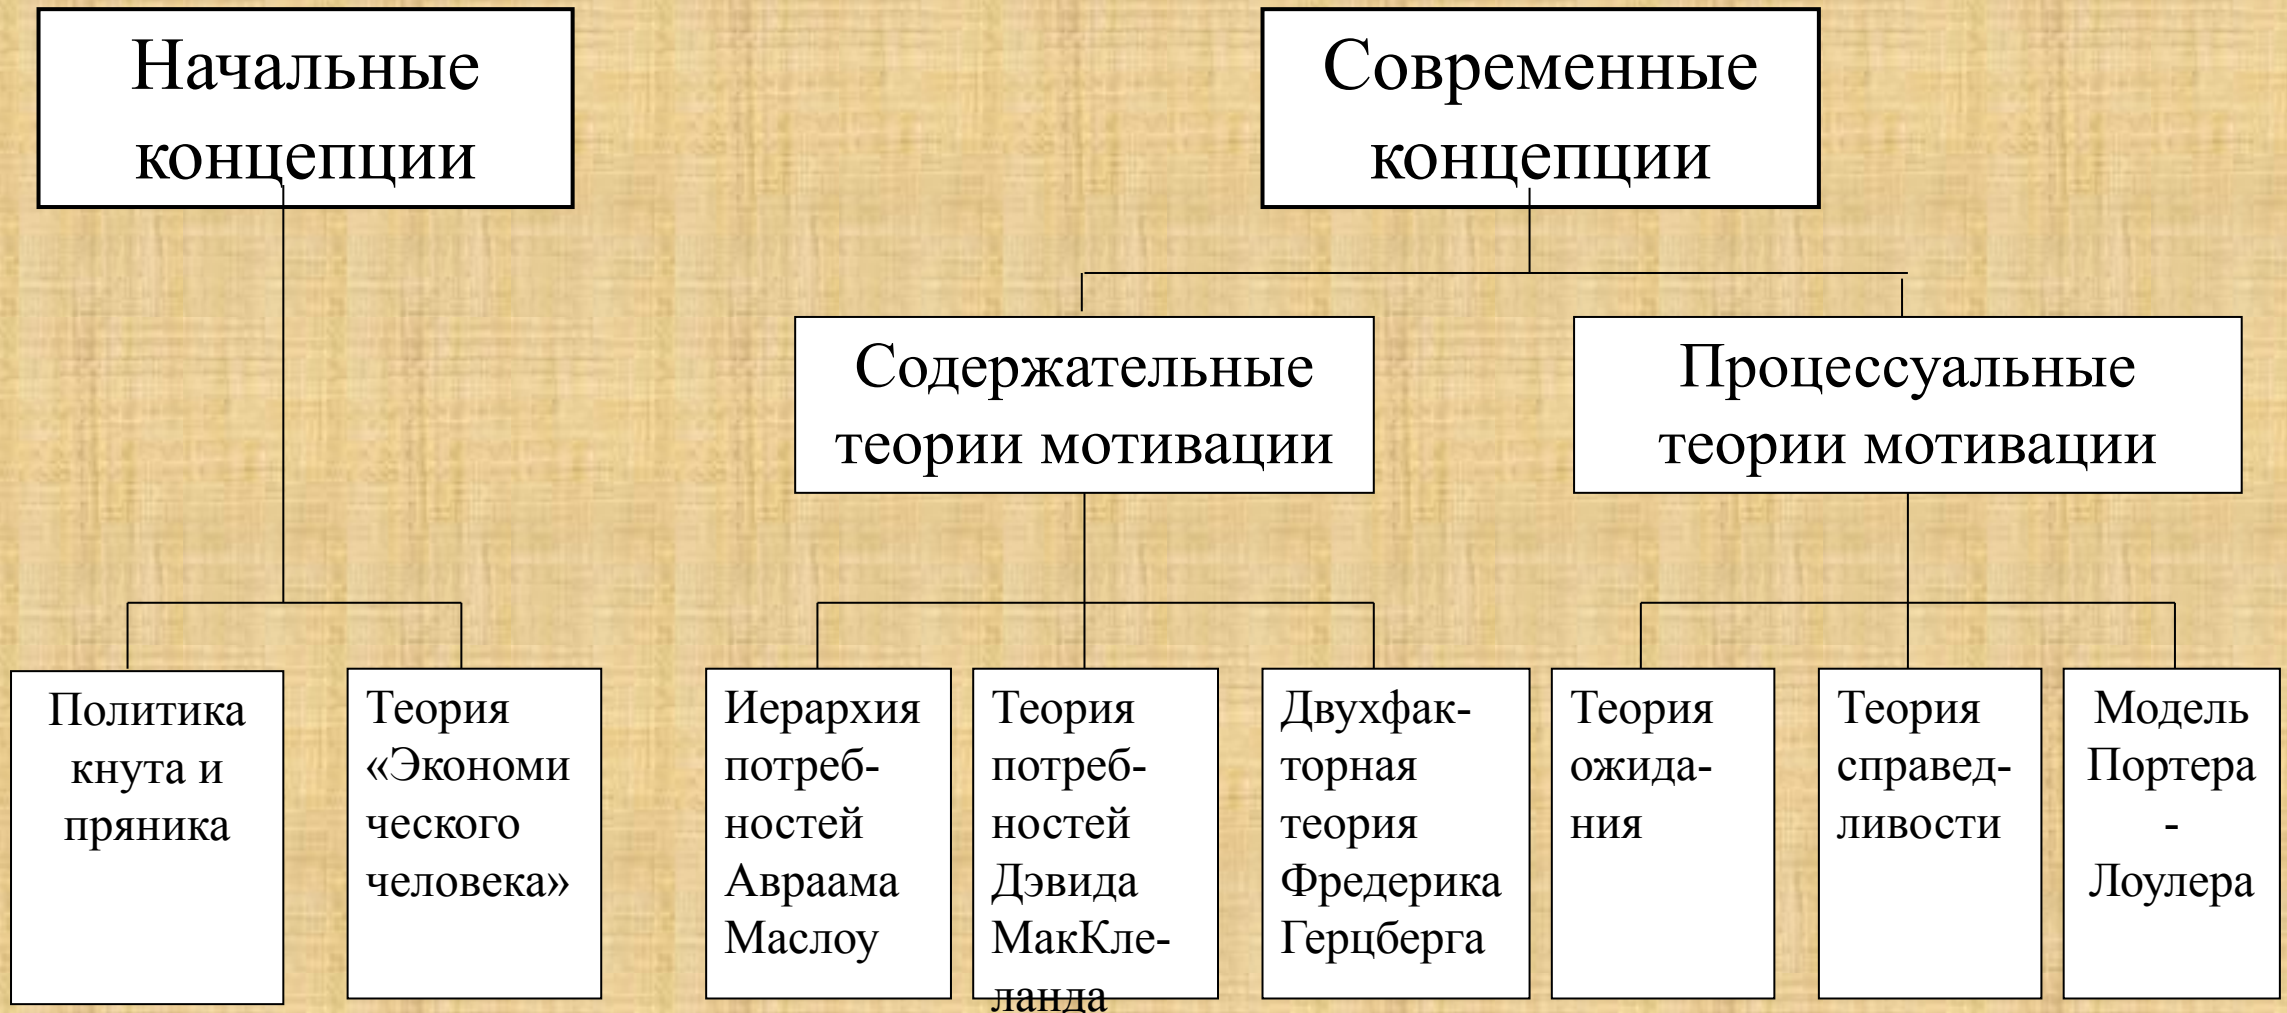 Начальные
концепции
Современные
концепции
Содержательные
теории мотивации
Процессуальные
теории мотивации
Политика
кнута и
пряника
Теория
«Экономи
ческого
человека»
Иерархия
потреб-
ностей
Авраама
Маслоу
Теория
потреб-
ностей
Дэвида
МакКле-
ланда
Двухфак-
торная
теория
Фредерика
Герцберга
Теория
ожида-
ния
Теория
справед-
ливости
Модель
Портера
-
Лоулера